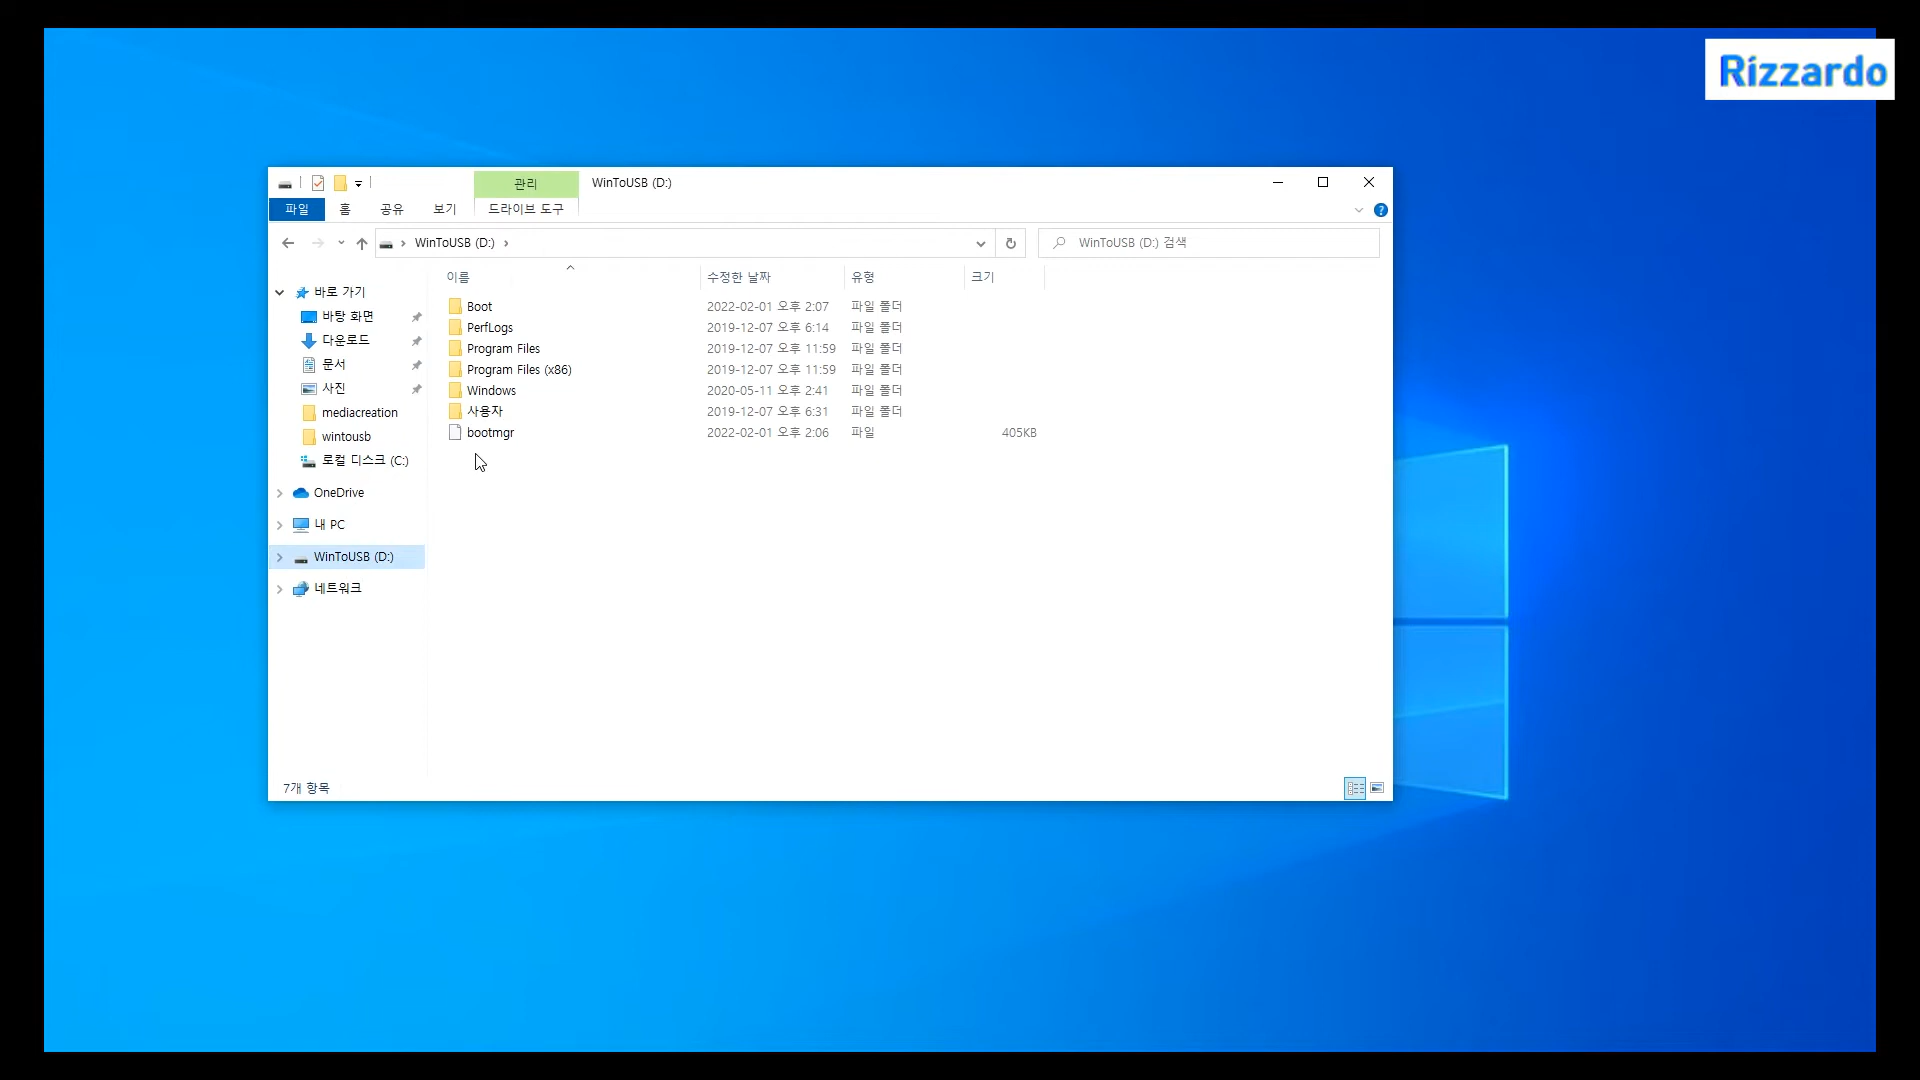 Rizzardo
관리
WinToUSB (D:)
파일 홈 공유 보기 드라이브 도구
WinToUSB (D:)
WinToUSB (D:) 검색
이름 수정한 날짜 유형 크기
바로 가기
바탕 화면
다운로드
문서
사진
mediacreation
wintousb
로컬 디스크 (C:)
OneDrive
내 PC
WinToUSB (D:)
네트워크
Boot 2022-02-01 오후 2:07 파일 폴더
PerfLogs 2019-12-07 오후 6:14 파일 폴더
Program Files 2019-12-07 오후 11:59 파일 폴더
Program Files (x86) 2019-12-07 오후 11:59 파일 폴더
Windows 2020-05-11 오후 2:41 파일 폴더
사용자 2019-12-07 오후 6:31 파일 폴더
bootmgr 2022-02-01 오후 2:06 파일 405KB
7개 항목